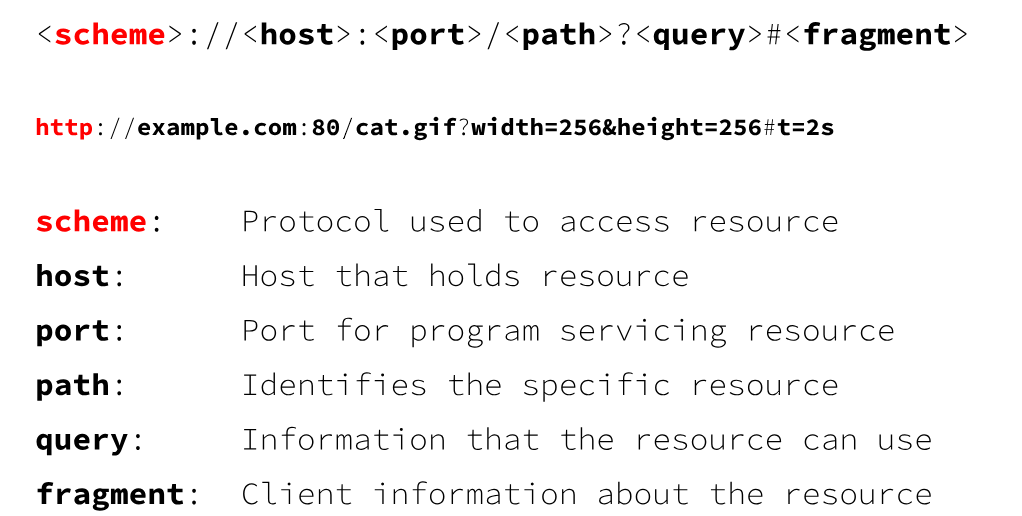 <scheme>://<host>:<port>/<path>?<query>#<fragment>
http://example.com:80/cat.gif?width=256&height=256#t=2s
scheme: Protocol used to access resource
host: Host that holds resource
port: Port for program servicing resource
path: Identifies the specific resource
query: Information that the resource can use
fragment: Client information about the resource